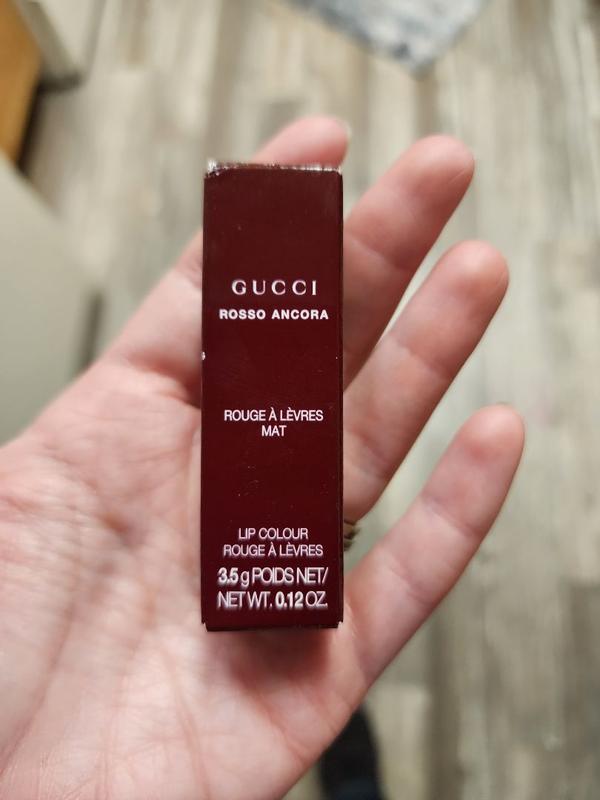 GUCCI
ROSSO ANCORA
ROUGE À LÈVRES
MAT
LIP COLOUR
ROUGE À LÈVRES
3.5 g POIDS NET/
NET WT. 0.12 OZ.